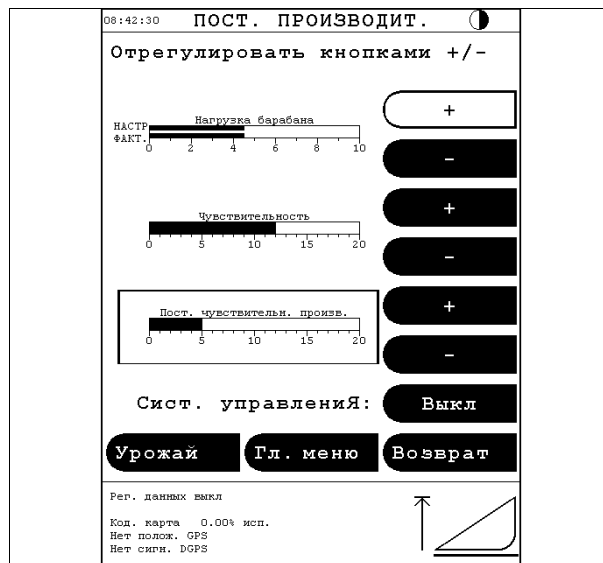 08:42:30 ПОСТ. ПРОИЗВОДИТ.
Отрегулировать кнопками +/-
Нагрузка барабана
НАСТР
ФАКТ.
0 2 4 6 8 10
+
-
Чувствительность
0 5 10 15 20
+
-
Пост. чувствительн. произв.
0 5 10 15 20
+
-
Сист. управлениЯ: Выкл
Урожай Гл. меню Возврат
Рег. данных выкл
Код. карта 0.00% исп.
Нет полож. GPS
Нет сигн. DGPS